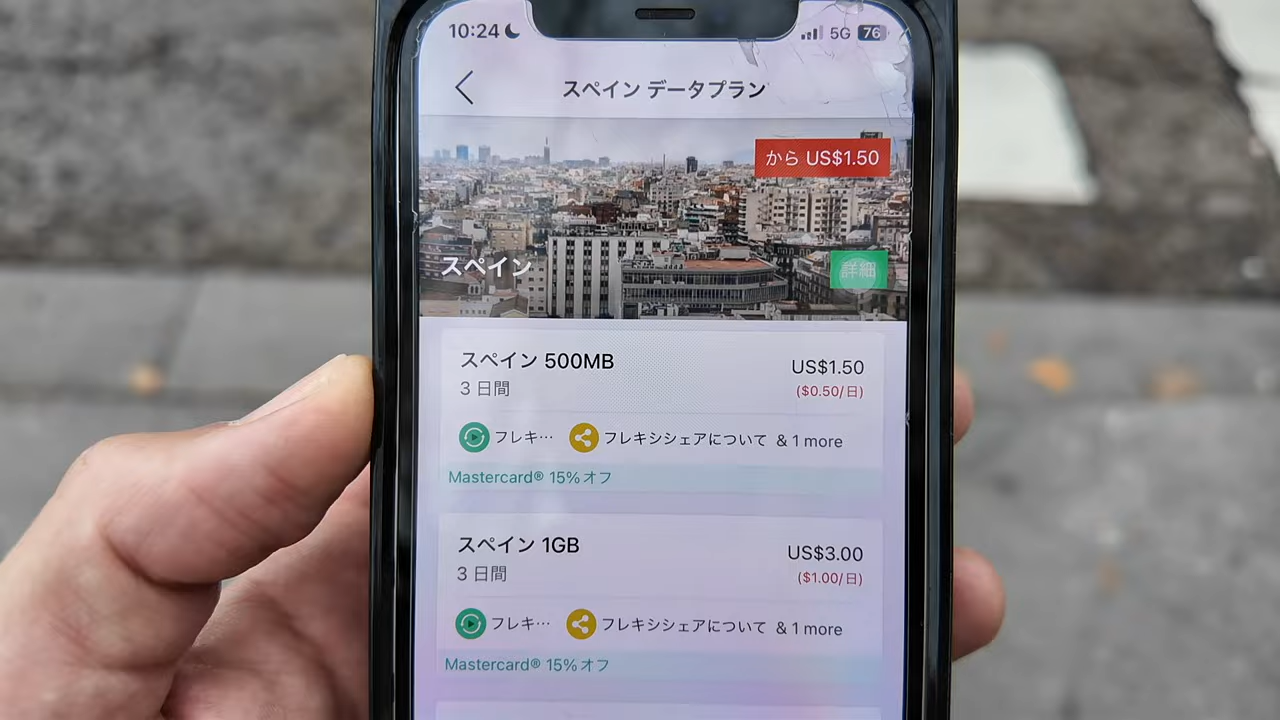 10:24 5G 76
スペイン データプラン
から US$1.50
スペイン 詳細
スペイン 500MB US$1.50
3 日間 ($0.50/日)
フレキ… フレキシシェアについて & 1 more
Mastercard® 15%オフ
スペイン 1GB US$3.00
3 日間 ($1.00/日)
フレキ… フレキシシェアについて & 1 more
Mastercard® 15%オフ